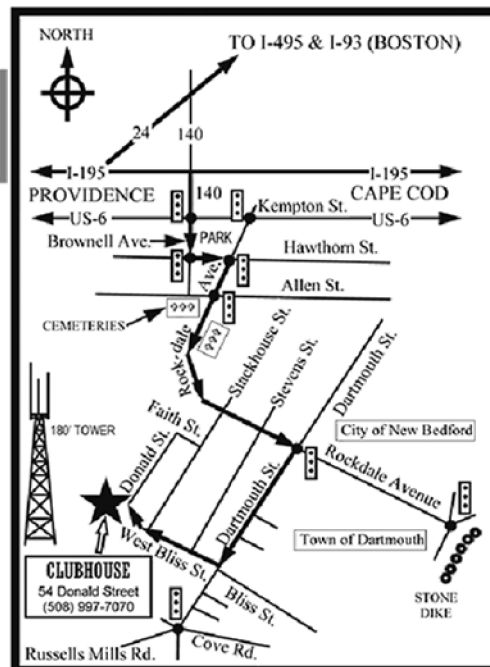 NORTH
TO I-495 & I-93 (BOSTON)
24
140
I-195
I-195
PROVIDENCE
140
CAPE COD
Kempton St.
US-6
US-6
Brownell Ave.
PARK
Hawthorn St.
Ave.
Allen St.
CEMETERIES
Rock-dale
Stackhouse St.
Stevens St.
Dartmouth St.
Faith St.
Donald St.
180' TOWER
City of New Bedford
Rockdale Avenue
Dartmouth St.
Town of Dartmouth
West Bliss St.
CLUBHOUSE
54 Donald Street
(508) 997-7070
Bliss St.
STONE
DIKE
Cove Rd.
Russells Mills Rd.